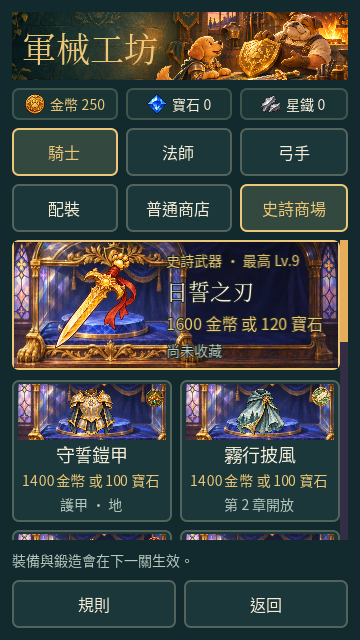 軍械工坊
金幣 250
寶石 0
星鐵 0
騎士
法師
弓手
配裝
普通商店
史詩商場
史詩武器 · 最高 Lv.9
日誓之刃
1600 金幣 或 120 寶石
尚未收藏
守誓鎧甲
1400 金幣 或 100 寶石
護甲 · 地
霧行披風
1400 金幣 或 100 寶石
第 2 章開放
裝備與鍛造會在下一關生效。
規則
返回